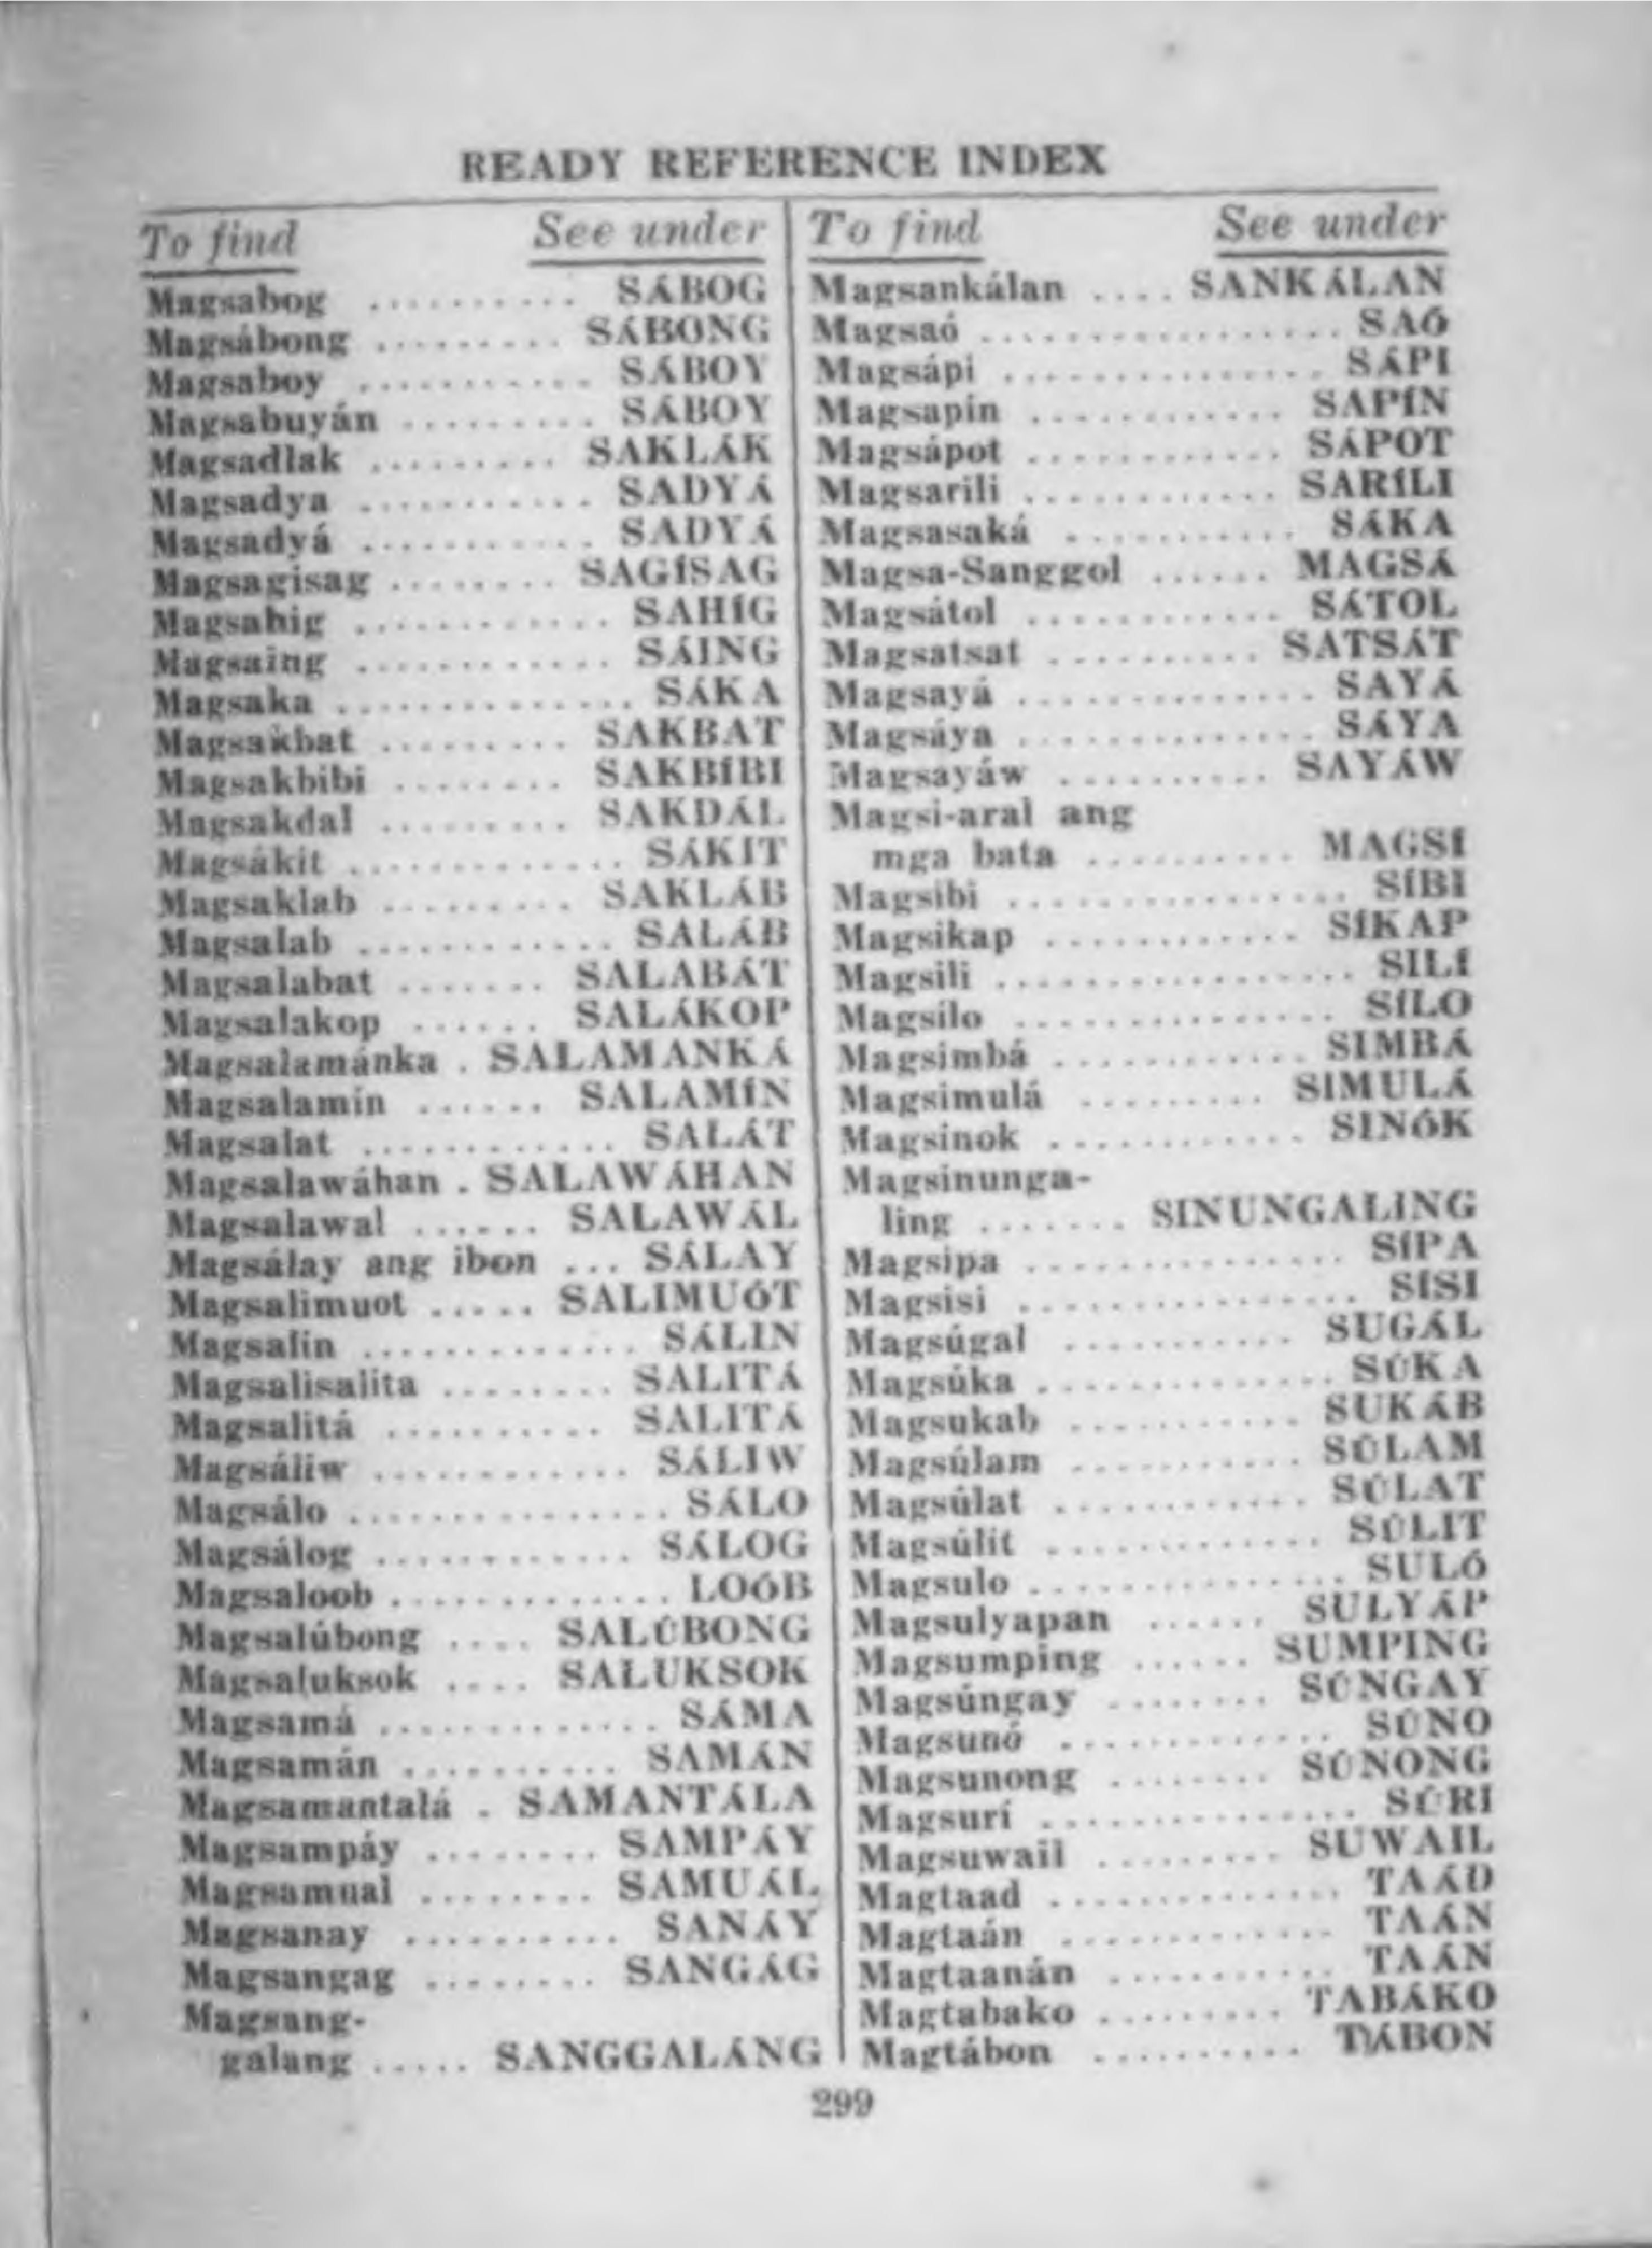 READY REFERENCE INDEX
To find See under
Magsabog .......... SÁBOG
Magsábong ......... SÁBONG
Magsaboy ............ SÁBOY
Magsabuyán .......... SÁBOY
Magsadlak ......... SAKLÁK
Magsadya ............ SADYÁ
Magsadyá ............ SADYÁ
Magsagisag ........ SAGÍSAG
Magsahig ............. SAHÍG
Magsaing ............. SÁING
Magsaka ............... SÁKA
Magsakbat .......... SAKBAT
Magsakbibi ......... SAKBÍBI
Magsakdal .......... SAKDÁL
Magsákit .............. SÁKIT
Magsaklab .......... SAKLÁB
Magsalab ............. SALÁB
Magsalabat ....... SALABÁT
Magsalakop ...... SALÁKOP
Magsalamánka . SALAMANKÁ
Magsalamin ...... SALAMÍN
Magsalat ............. SALÁT
Magsalawáhan . SALAWÁHAN
Magsalawal ...... SALAWÁL
Magsálay ang ibon ... SÁLAY
Magsalimuot ..... SALIMUÓT
Magsalin .............. SÁLIN
Magsalisalita ........ SALITÁ
Magsalitá .......... SALITÁ
Magsáliw ............. SÁLIW
Magsálo ................ SÁLO
Magsálog ............. SÁLOG
Magsaloob .............. LOÓB
Magsalúbong .... SALÚBONG
Magsaluksok .... SALUKSOK
Magsamá .............. SÁMA
Magsamán ........... SAMÁN
Magsamantalá . SAMANTÁLA
Magsampáy ........ SAMPÁY
Magsamual ........ SAMUÁL
Magsanay ........... SANÁY
Magsangag ........ SANGÁG
Magsang-
galang ..... SANGGALÁNG
To find See under
Magsankálan .... SANKÁLAN
Magsaó .................. SAÓ
Magsápi ................ SÁPI
Magsapin ............. SAPÍN
Magsápot ............. SÁPOT
Magsarili ............. SARÍLI
Magsasaká ............ SÁKA
Magsa-Sanggol ...... MAGSÁ
Magsátol ............. SÁTOL
Magsatsat .......... SATSÁT
Magsayá ............... SAYÁ
Magsáya ............... SÁYA
Magsayáw .......... SAYÁW
Magsi-aral ang
mga bata .......... MAGSÍ
Magsibi ................. SÍBI
Magsikap ............. SÍKAP
Magsili .................. SILÍ
Magsilo ................ SÍLO
Magsimbá ............. SIMBÁ
Magsimulá ......... SIMULÁ
Magsinok ............. SINÓK
Magsinunga-
ling ....... SINUNGALING
Magsipa ................ SÍPA
Magsisi ................. SÍSI
Magsúgal ............ SUGÁL
Magsúka ............... SÚKA
Magsukab ............ SUKÁB
Magsúlam ............ SÚLAM
Magsúlat ............. SÚLAT
Magsúlit .............. SÚLIT
Magsulo ................ SULÓ
Magsulyapan ...... SULYÁP
Magsumping ...... SUMPING
Magsúngay ........ SÚNGAY
Magsunó .............. SÚNO
Magsunong ........ SÚNONG
Magsurí ................ SÚRI
Magsuwail ......... SUWAIL
Magtaad ............... TAÁD
Magtaán .............. TAÁN
Magtaanán ........... TAÁN
Magtabako ......... TABÁKO
Magtábon .......... TÁBON
299